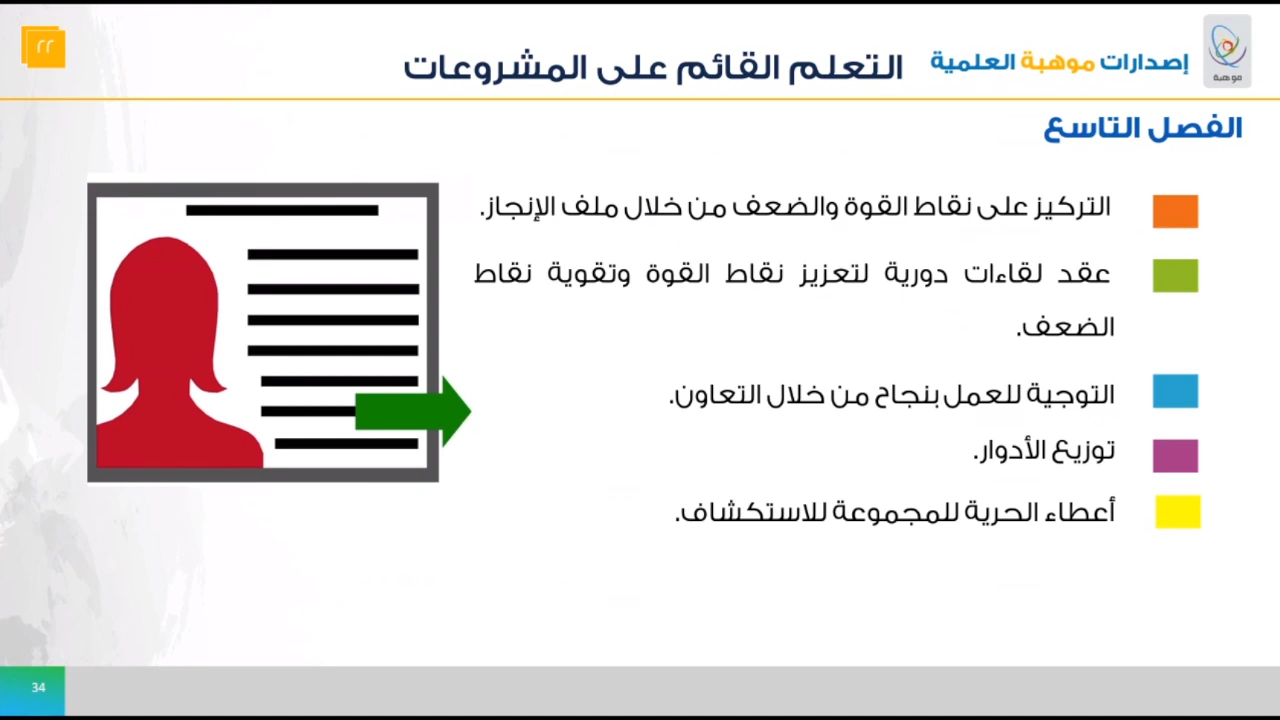 موهبة
إصدارات موهبة العلمية
التعلم القائم على المشروعات
٢٢
الفصل التاسع
التركيز على نقاط القوة والضعف من خلال ملف الإنجاز.
عقد لقاءات دورية لتعزيز نقاط القوة وتقوية نقاط
الضعف.
التوجية للعمل بنجاح من خلال التعاون.
توزيع الأدوار.
أعطاء الحرية للمجموعة للاستكشاف.
34